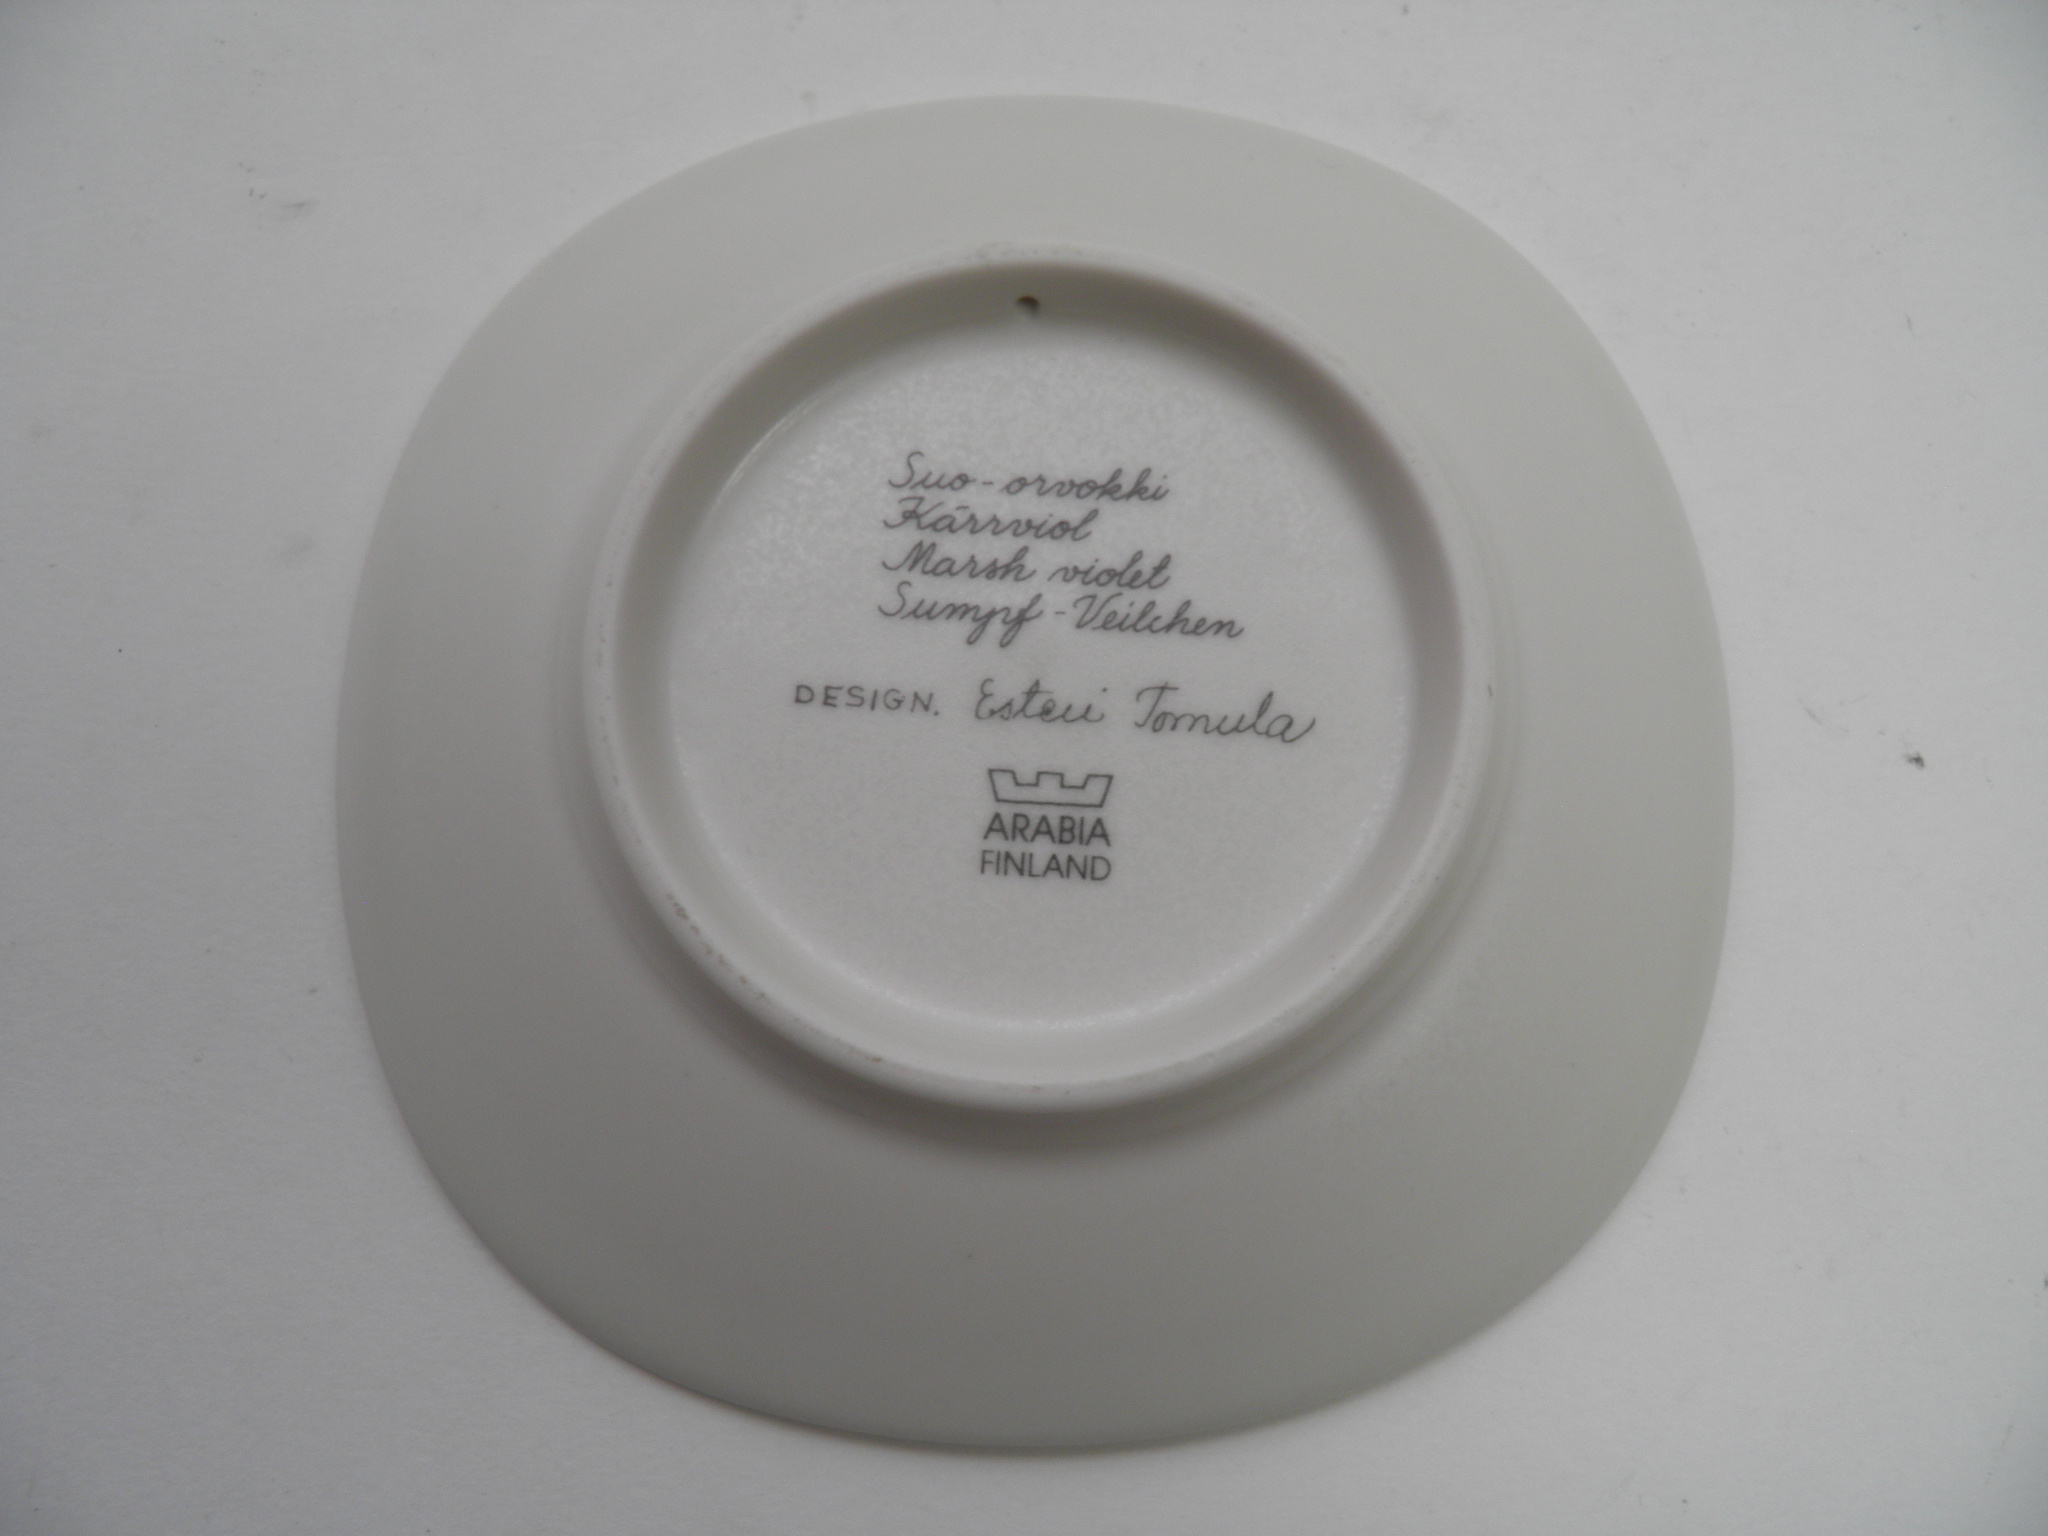 Suo-orvokki
Kärrviol
Marsh violet
Sumpf-Veilchen
DESIGN. Esteri Tomula
ARABIA
FINLAND